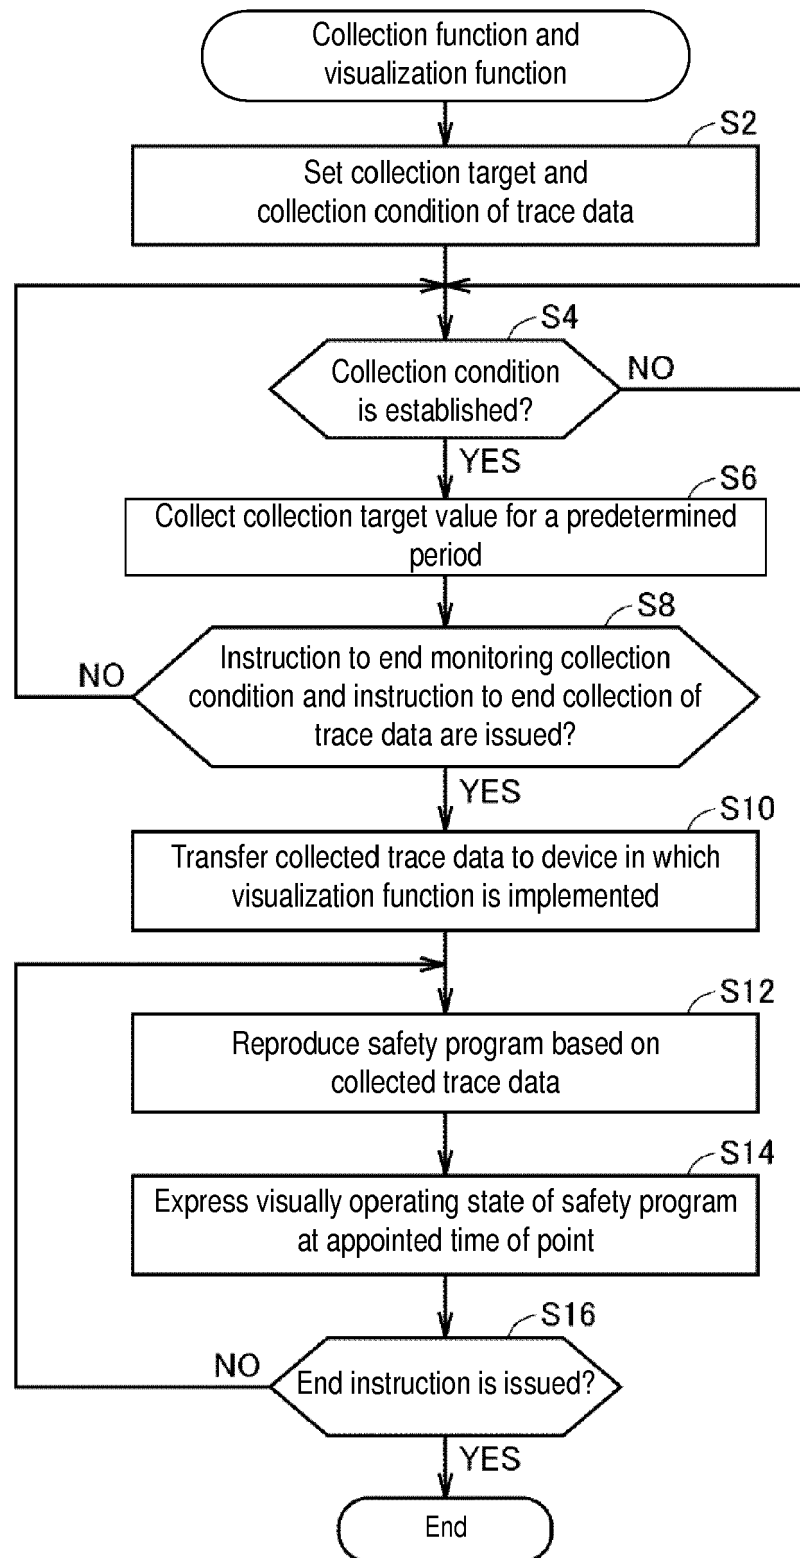 Collection function and
visualization function
S2
Set collection target and
collection condition of trace data
S4
Collection condition
is established?
NO
YES
S6
Collect collection target value for a predetermined
period
S8
Instruction to end monitoring collection
condition and instruction to end collection of
trace data are issued?
NO
YES
S10
Transfer collected trace data to device in which
visualization function is implemented
S12
Reproduce safety program based on
collected trace data
S14
Express visually operating state of safety program
at appointed time of point
S16
End instruction is issued?
NO
YES
End